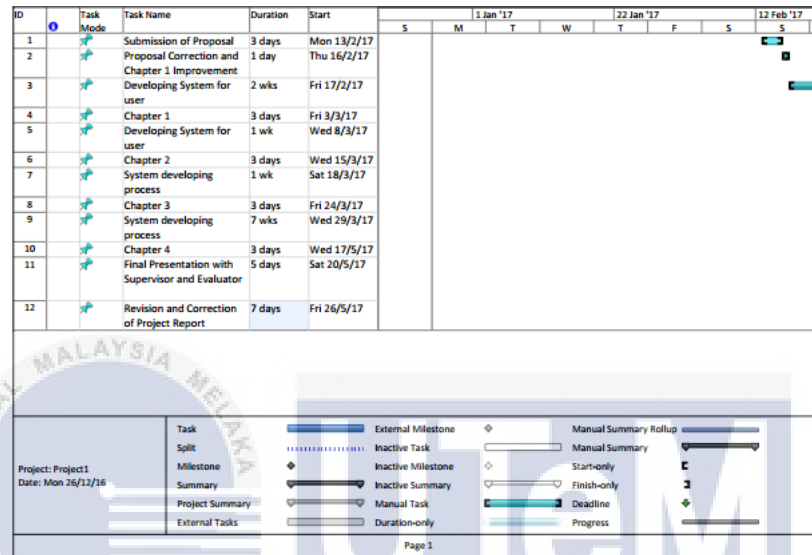 ID Task Mode Task Name Duration Start 1 Jan '17 22 Jan '17 12 Feb '17
S M T W T F S S
1 Submission of Proposal 3 days Mon 13/2/17
2 Proposal Correction and 1 day Thu 16/2/17
Chapter 1 Improvement
3 Developing System for 2 wks Fri 17/2/17
user
4 Chapter 1 3 days Fri 3/3/17
5 Developing System for 1 wk Wed 8/3/17
user
6 Chapter 2 3 days Wed 15/3/17
7 System developing 1 wk Sat 18/3/17
process
8 Chapter 3 3 days Fri 24/3/17
9 System developing 7 wks Wed 29/3/17
process
10 Chapter 4 3 days Wed 17/5/17
11 Final Presentation with 5 days Sat 20/5/17
Supervisor and Evaluator
12 Revision and Correction 7 days Fri 26/5/17
of Project Report
MALAYSIA MELAKA
UTeM
Project: Project1
Date: Mon 26/12/16
Task External Milestone Manual Summary Rollup
Split Inactive Task Manual Summary
Milestone Inactive Milestone Start-only
Summary Inactive Summary Finish-only
Project Summary Manual Task Deadline
External Tasks Duration-only Progress
Page 1